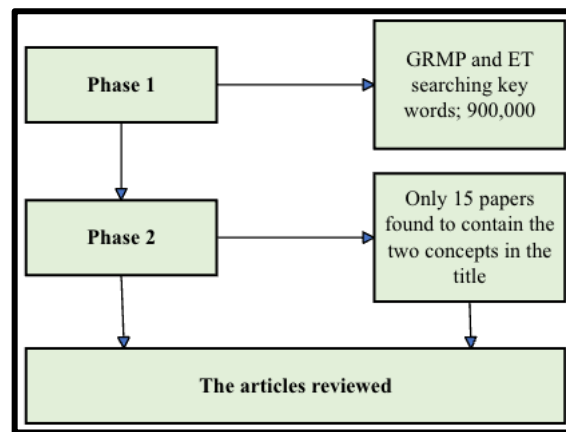 Phase 1
GRMP and ET
searching key
words; 900,000
Phase 2
Only 15 papers
found to contain the
two concepts in the
title
The articles reviewed